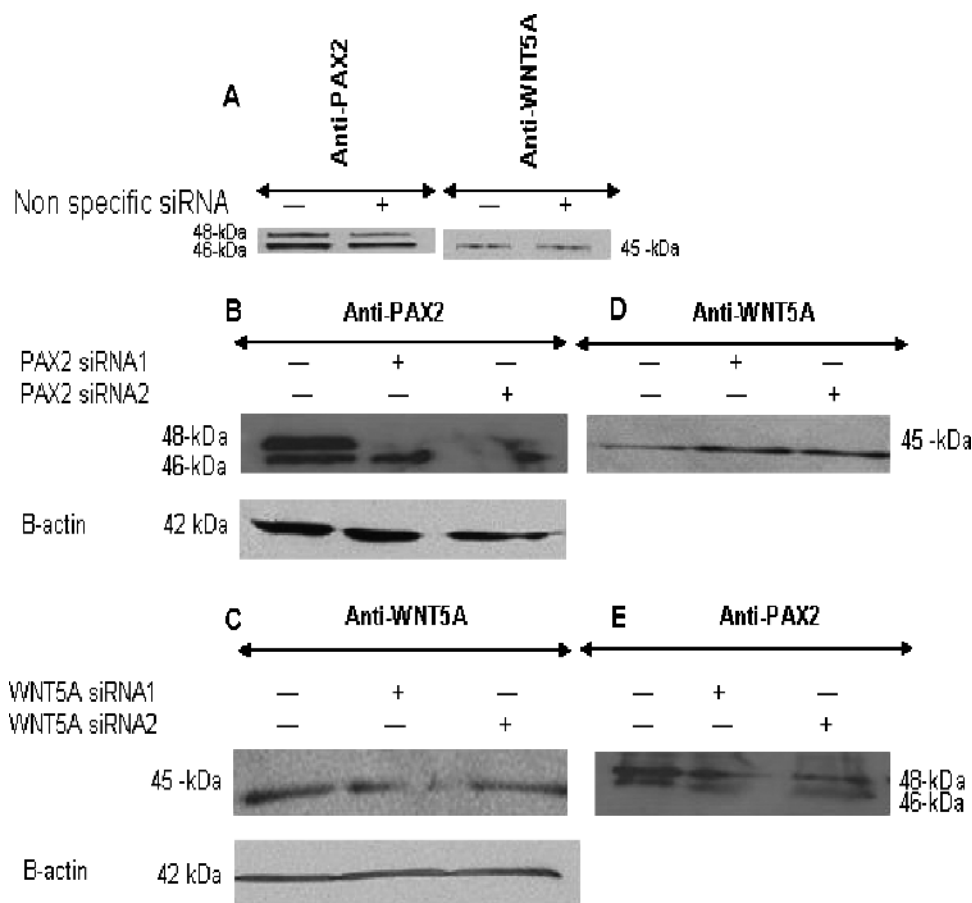 A
Anti-PAX2
Anti-WNT5A
Non specific siRNA — + — +
48-kDa
46-kDa
45 -kDa
B Anti-PAX2 D Anti-WNT5A
PAX2 siRNA1 — + — — + —
PAX2 siRNA2 — — + — — +
48-kDa
46-kDa
45 -kDa
B-actin 42 kDa
C Anti-WNT5A E Anti-PAX2
WNT5A siRNA1 — + — — + —
WNT5A siRNA2 — — + — — +
45 -kDa
48-kDa
46-kDa
B-actin 42 kDa